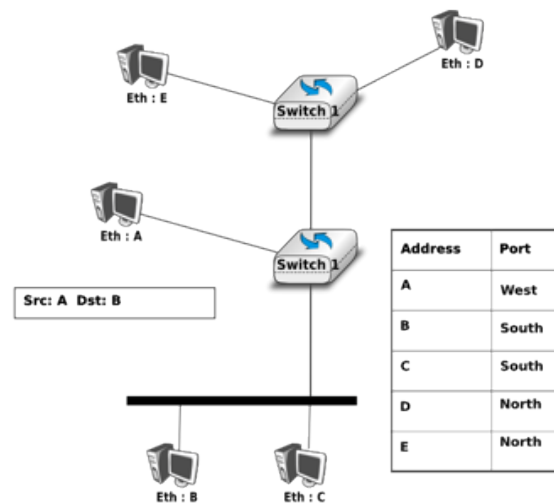 Eth : D
Eth : E
Switch 1
Eth : A
Switch 1
Src: A Dst: B
Address Port
A West
B South
C South
D North
E North
Eth : B
Eth : C